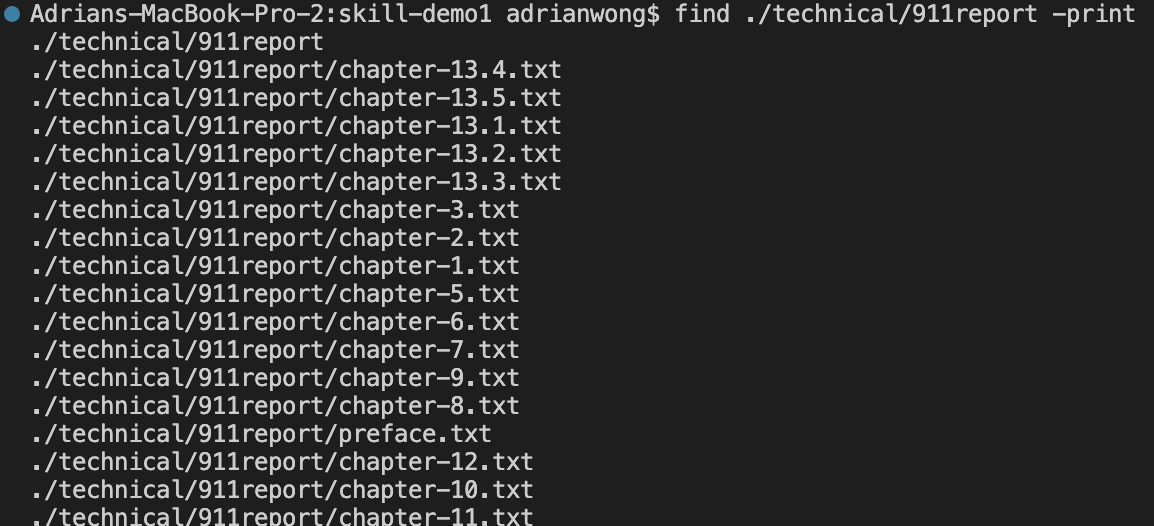 Adrians-MacBook-Pro-2:skill-demo1 adrianwong$ find ./technical/911report -print
./technical/911report
./technical/911report/chapter-13.4.txt
./technical/911report/chapter-13.5.txt
./technical/911report/chapter-13.1.txt
./technical/911report/chapter-13.2.txt
./technical/911report/chapter-13.3.txt
./technical/911report/chapter-3.txt
./technical/911report/chapter-2.txt
./technical/911report/chapter-1.txt
./technical/911report/chapter-5.txt
./technical/911report/chapter-6.txt
./technical/911report/chapter-7.txt
./technical/911report/chapter-9.txt
./technical/911report/chapter-8.txt
./technical/911report/preface.txt
./technical/911report/chapter-12.txt
./technical/911report/chapter-10.txt
./technical/911report/chapter-11.txt